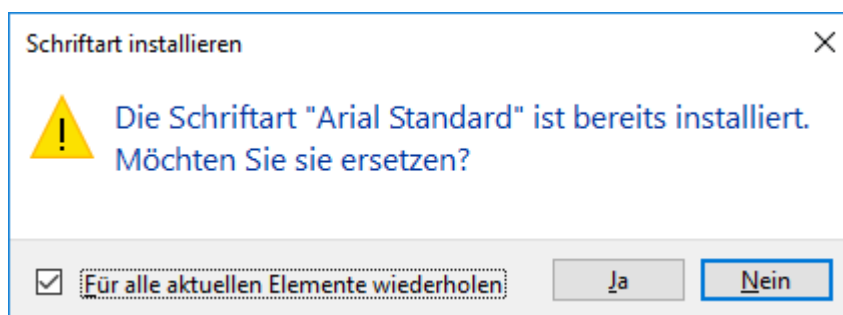 Schriftart installieren
Die Schriftart "Arial Standard" ist bereits installiert.
Möchten Sie sie ersetzen?
Für alle aktuellen Elemente wiederholen
Ja
Nein